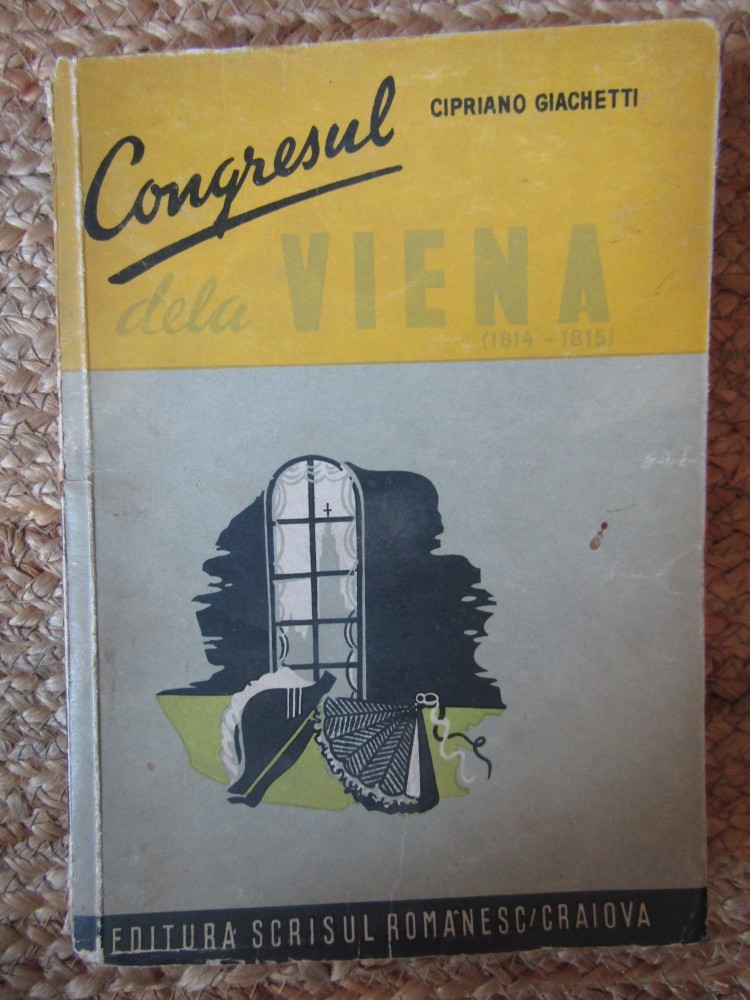 CIPRIANO GIACHETTI
Congresul
dela VIENA
(1814 - 1815)
EDITURA SCRISUL ROMÂNESC/CRAIOVA